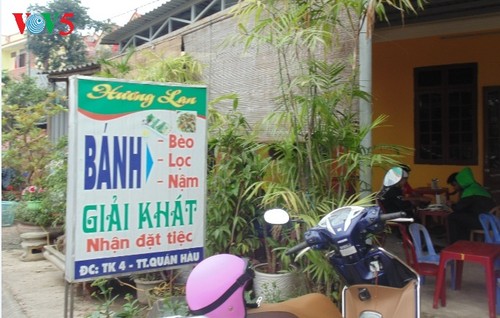 VOV5
Hương Lan
BÁNH
- Bèo
- Lọc
- Nậm
GIẢI KHÁT
Nhận đặt tiệc
ĐC: TK 4 - TT.QUÁN HÀU